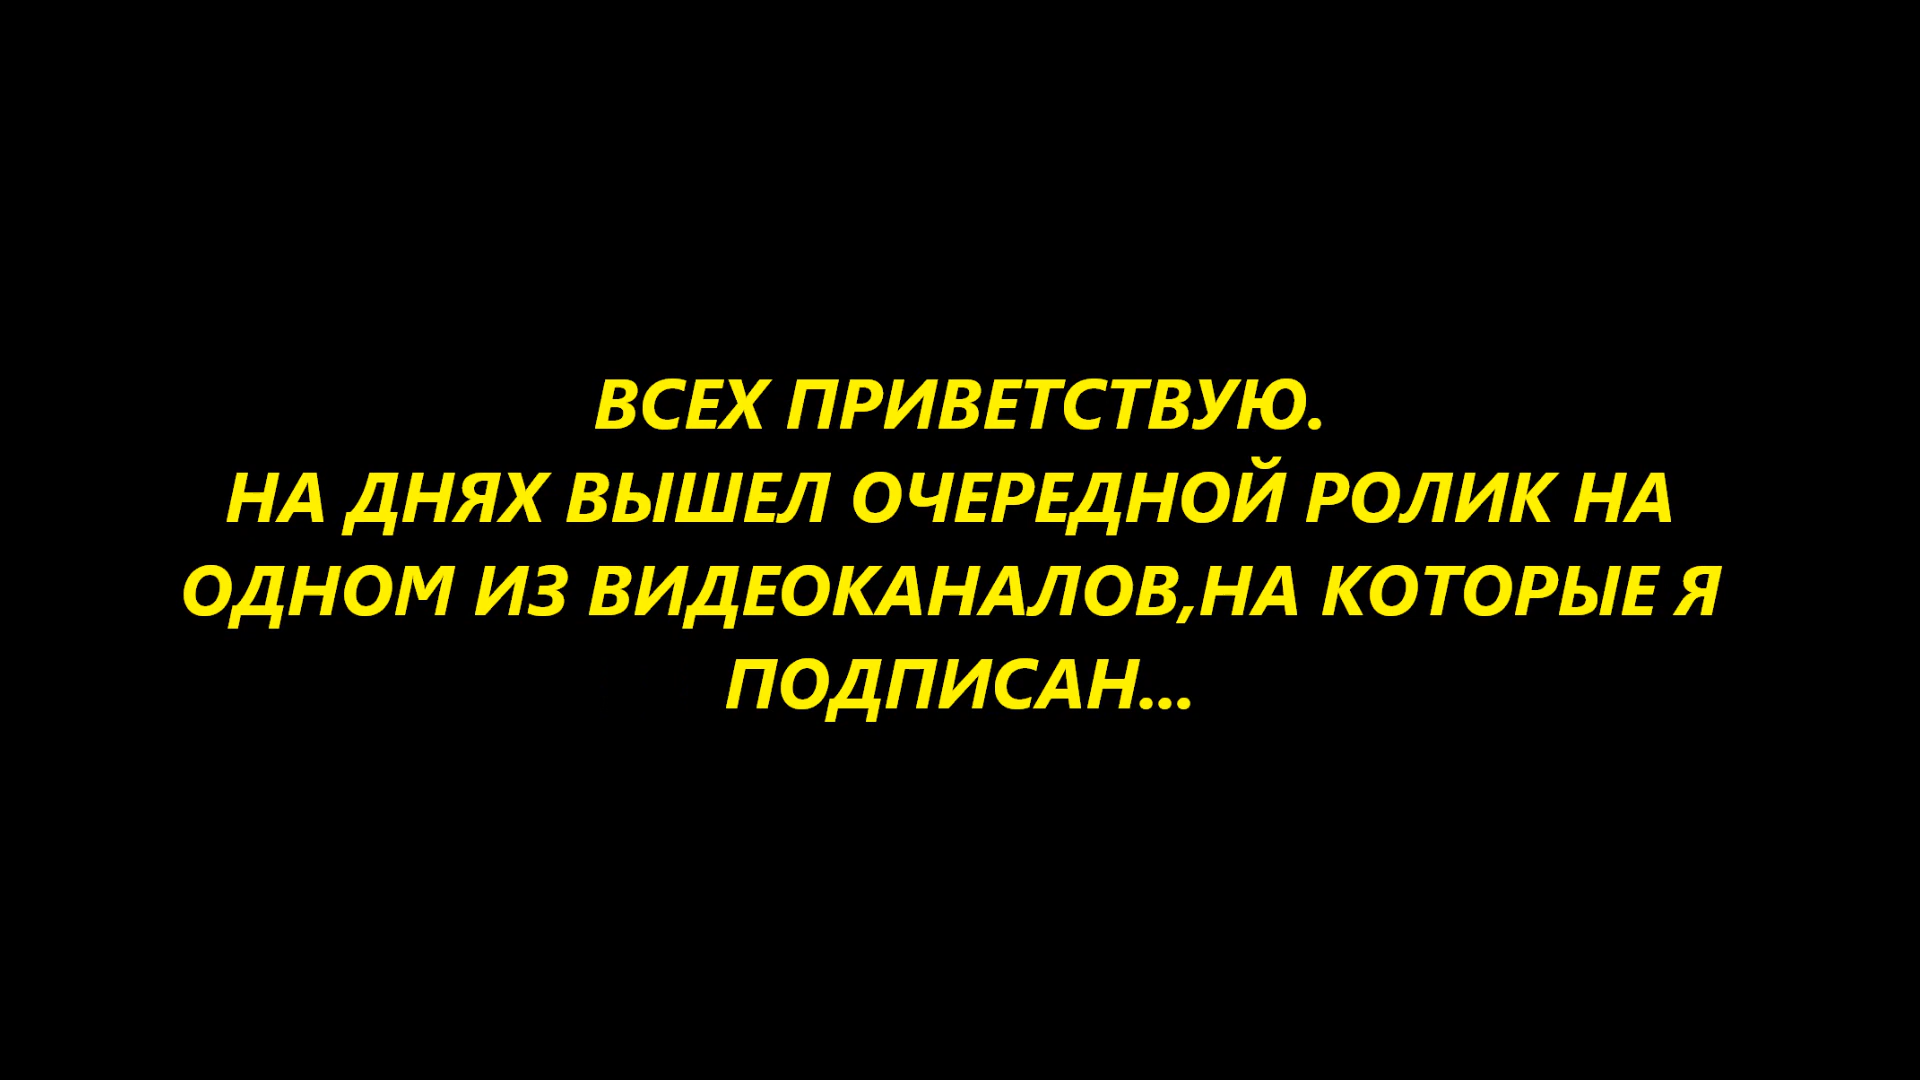 ВСЕХ ПРИВЕТСТВУЮ.
НА ДНЯХ ВЫШЕЛ ОЧЕРЕДНОЙ РОЛИК НА
ОДНОМ ИЗ ВИДЕОКАНАЛОВ,НА КОТОРЫЕ Я
ПОДПИСАН...